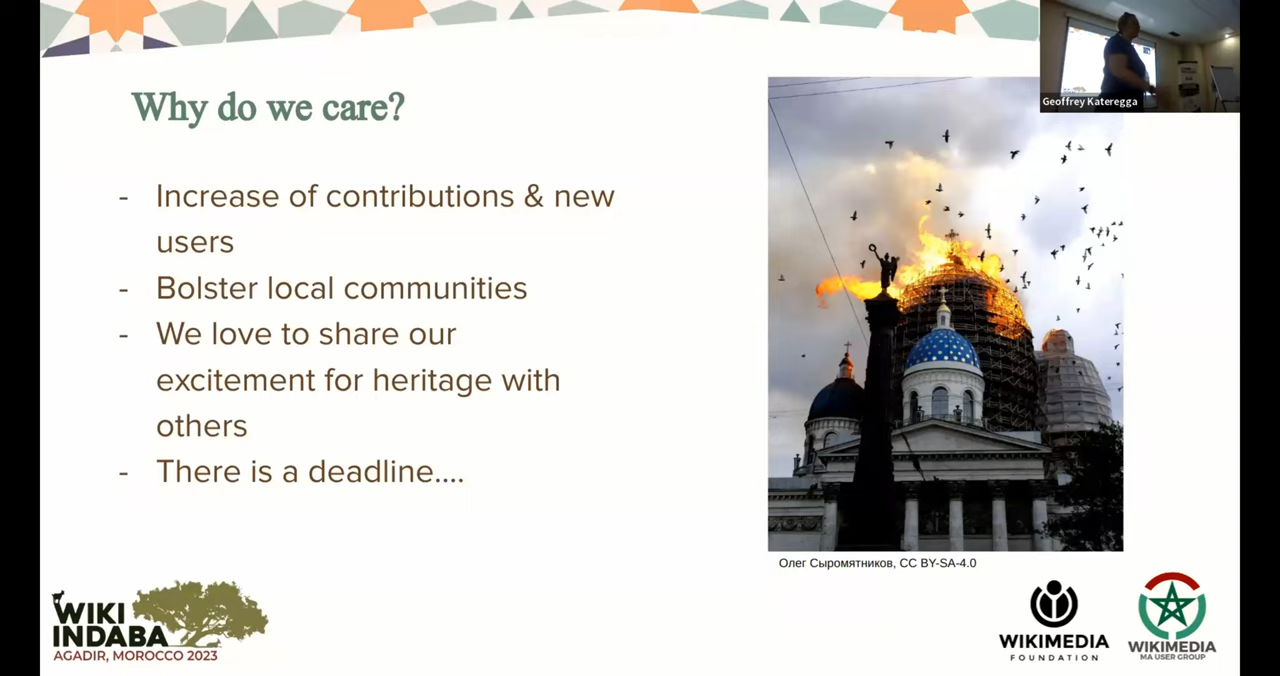 Why do we care?
Geoffrey Kateregga
- Increase of contributions & new
users
- Bolster local communities
- We love to share our
excitement for heritage with
others
- There is a deadline....
Олег Сыромятников, CC BY-SA-4.0
WIKI
INDABA
AGADIR, MOROCCO 2023
WIKIMEDIA
FOUNDATION
WIKIMEDIA
MA USER GROUP